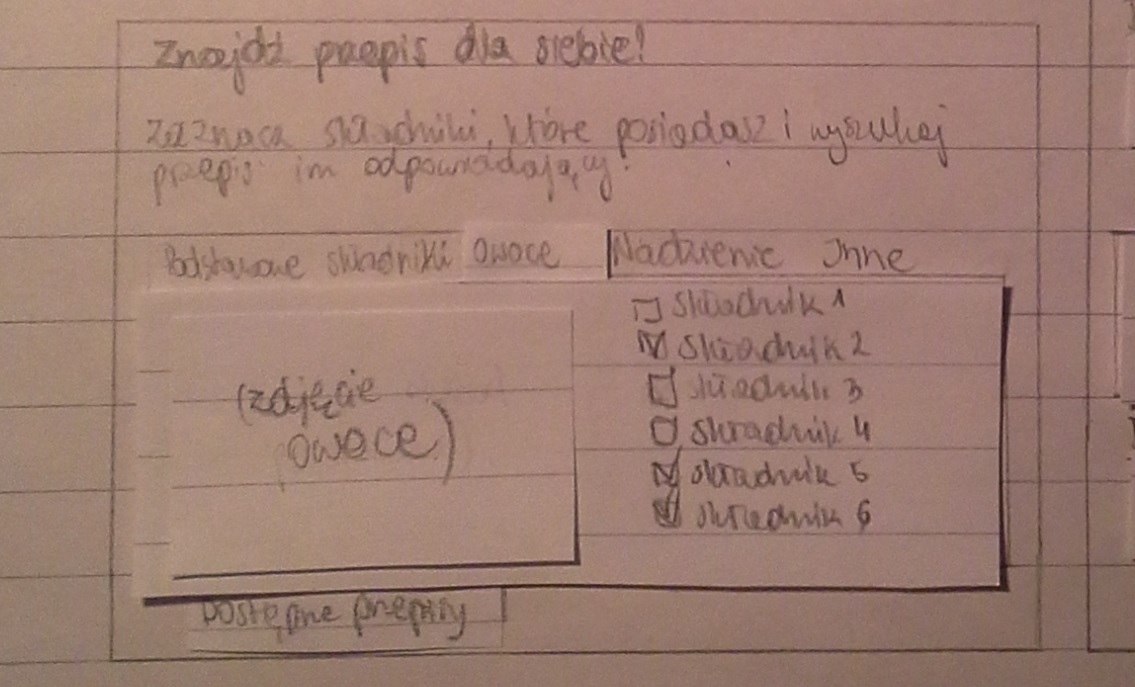 Znajdź przepis dla siebie!
Zaznacz składniki, które posiadasz i wyszukaj
przepis im odpowiadający.
Podstawowe składniki Owoce Nadzienie Inne
Składnik 1
Składnik 2
składnik 3
Składnik 4
składnik 5
składnik 6
(zdjęcie
owoce)
Dostępne przepisy